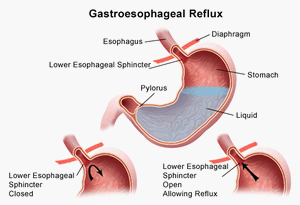 Gastroesophageal Reflux
Esophagus
Diaphragm
Lower Esophageal Sphincter
Stomach
Pylorus
Liquid
Lower Esophageal
Sphincter
Closed
Lower Esophageal
Sphincter
Open
Allowing Reflux